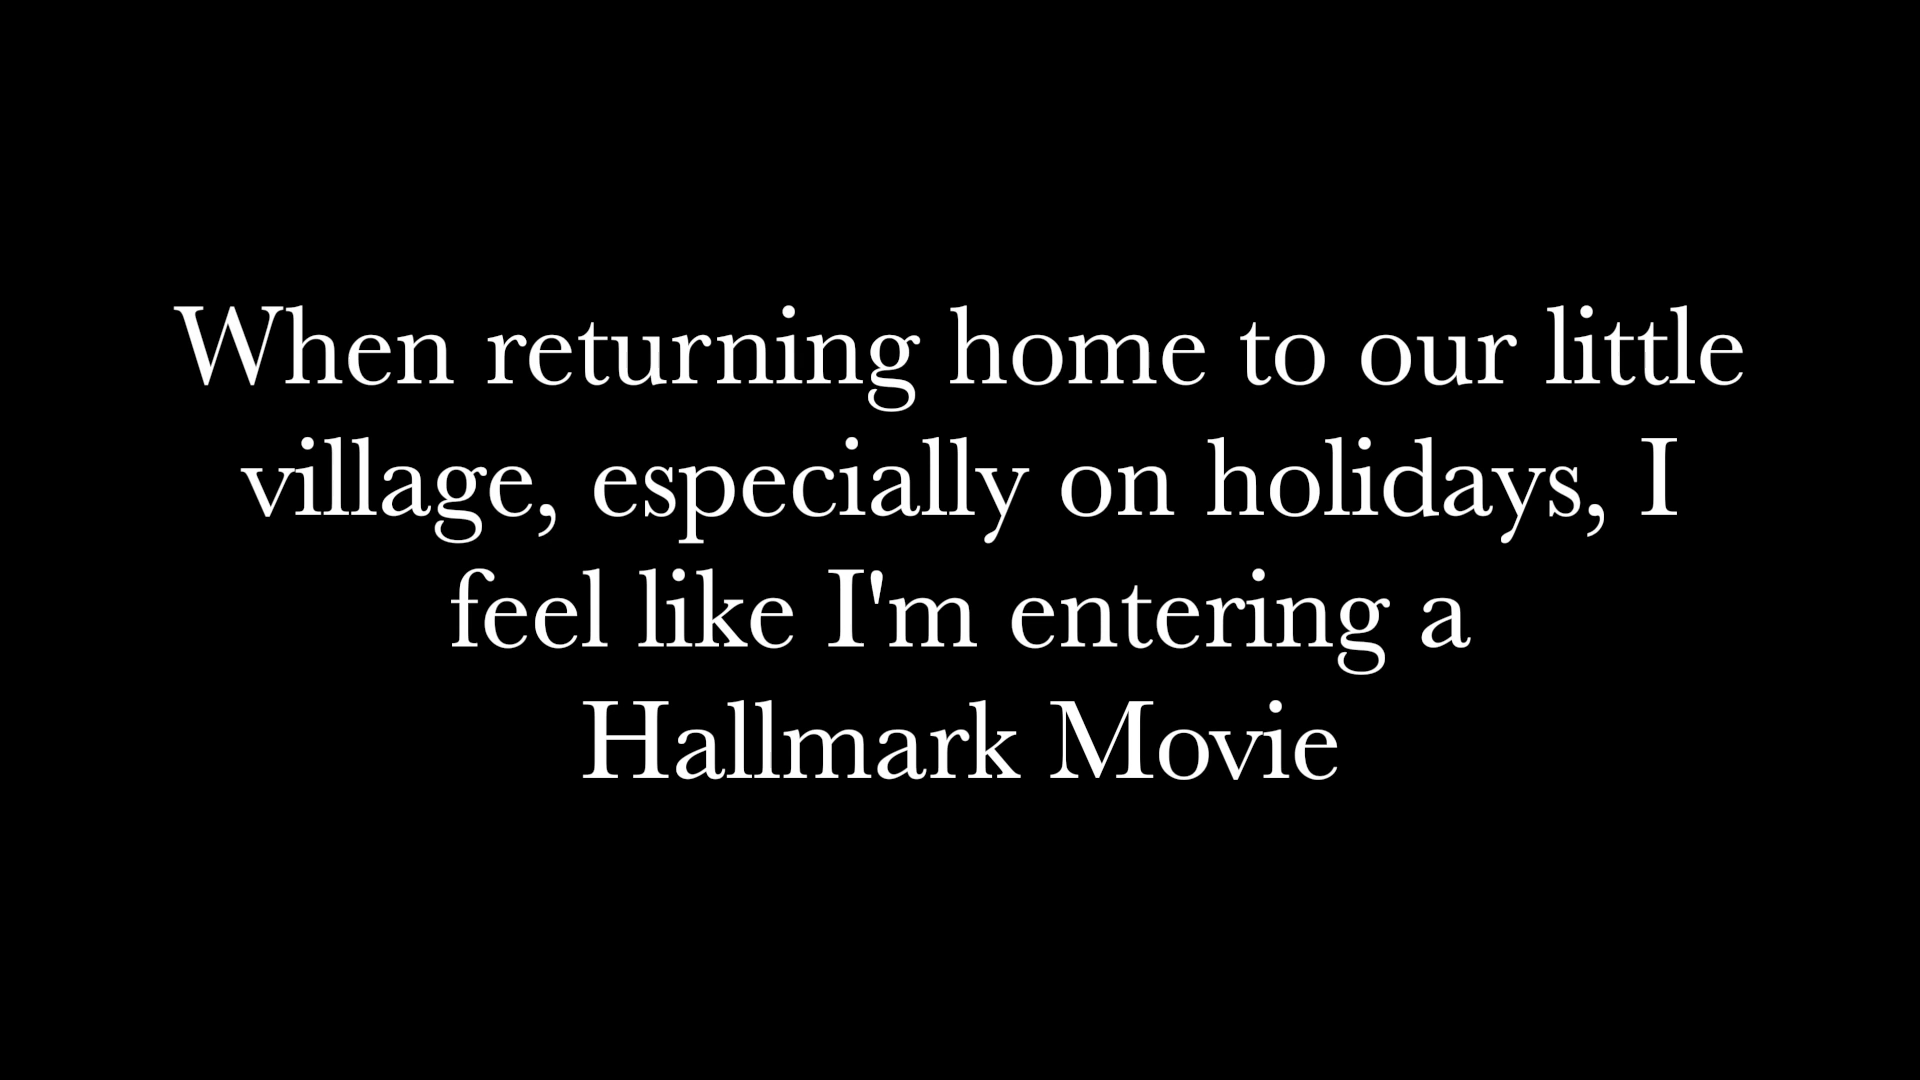 When returning home to our little
village, especially on holidays, I
feel like I'm entering a
Hallmark Movie